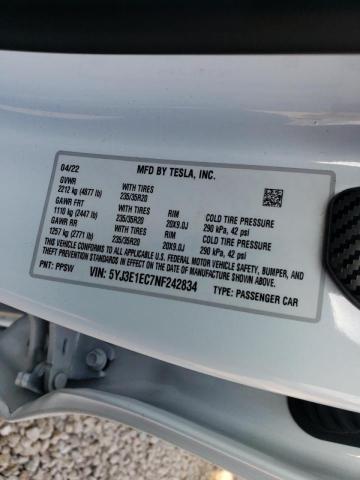 04/22 MFD BY TESLA, INC.
GVWR
2212 kg (4877 lb) WITH TIRES 235/35R20
GAWR FRT WITH TIRES RIM COLD TIRE PRESSURE
1110 kg (2447 lb) 235/35R20 20X9.0J 290 kPa, 42 psi
GAWR RR WITH TIRES RIM COLD TIRE PRESSURE
1257 kg (2771 lb) 235/35R20 20X9.0J 290 kPa, 42 psi
THIS VEHICLE CONFORMS TO ALL APPLICABLE FEDERAL MOTOR VEHICLE SAFETY, BUMPER, AND
THEFT PREVENTION STANDARDS IN EFFECT ON THE DATE OF MANUFACTURE SHOWN ABOVE.
PNT: PPSW VIN: 5YJ3E1EC7NF242834 TYPE: PASSENGER CAR